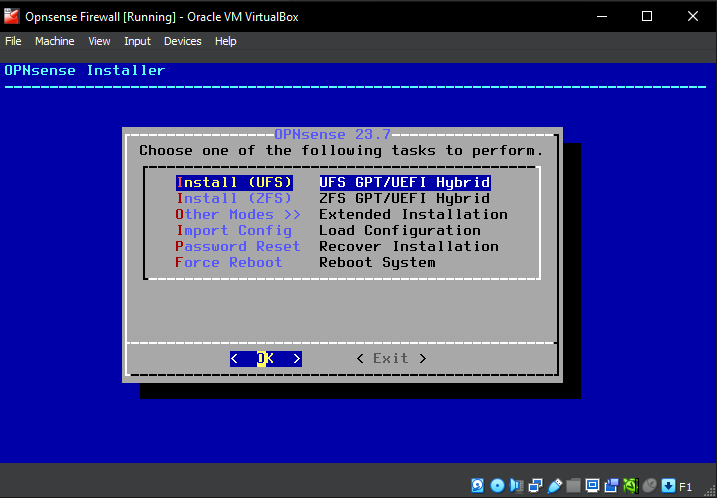 Opnsense Firewall [Running] - Oracle VM VirtualBox
File Machine View Input Devices Help
OPNsense Installer
OPNsense 23.7
Choose one of the following tasks to perform.
Install (UFS) UFS GPT/UEFI Hybrid
Install (ZFS) ZFS GPT/UEFI Hybrid
Other Modes >> Extended Installation
Import Config Load Configuration
Password Reset Recover Installation
Force Reboot Reboot System
< OK > < Exit >
F1